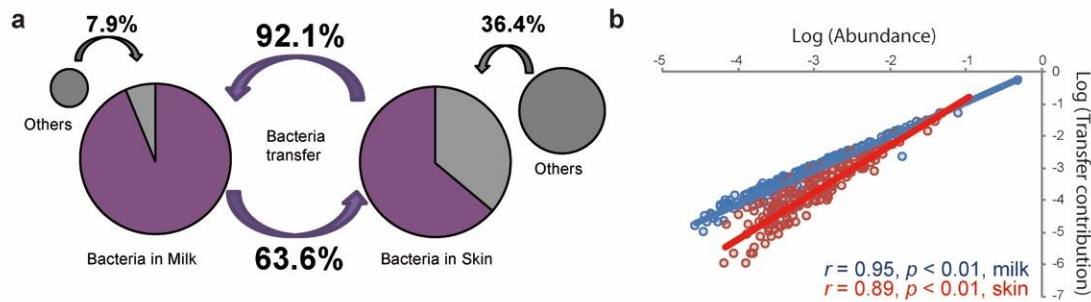 a
7.9%
92.1%
36.4%
Others
Bacteria
transfer
Others
Bacteria in Milk
63.6%
Bacteria in Skin
b
Log (Abundance)
-5
-4
-3
-2
-1
0
0
-1
-2
-3
-4
-5
-6
-7
Log (Transfer contribution)
r = 0.95, p < 0.01, milk
r = 0.89, p < 0.01, skin